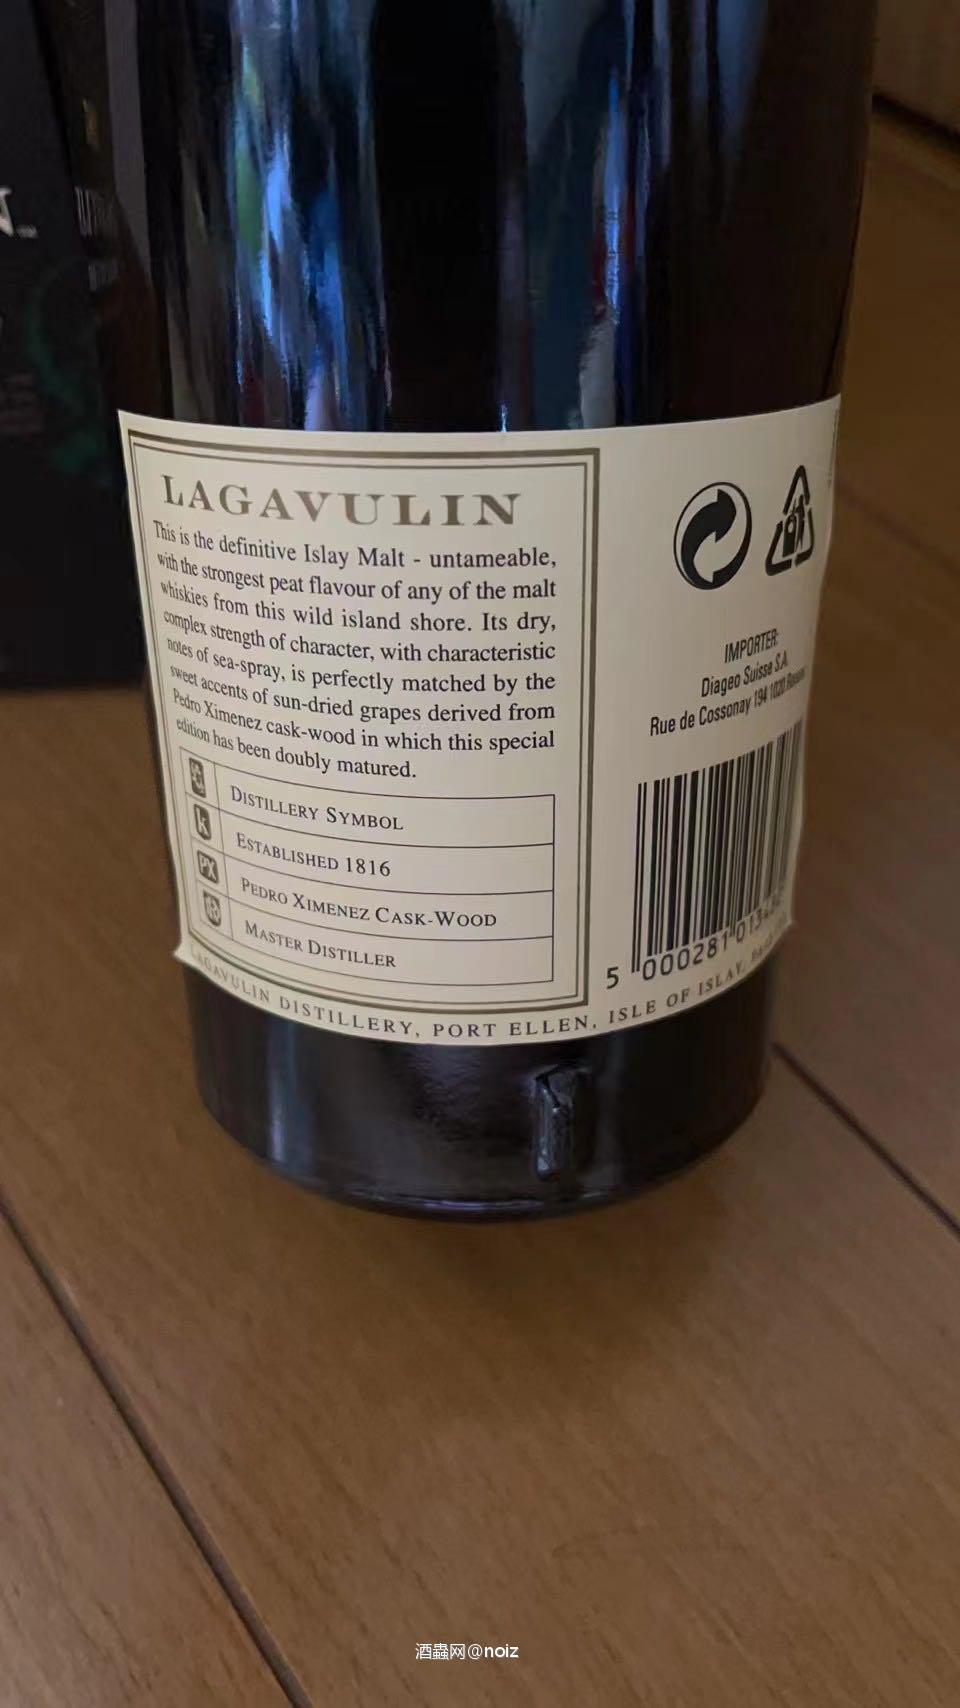 LAGAVULIN
This is the definitive Islay Malt - untameable,
with the strongest peat flavour of any of the malt
whiskies from this wild island shore. Its dry,
complex strength of character, with characteristic
notes of sea-spray, is perfectly matched by the
sweet accents of sun-dried grapes derived from
Pedro Ximenez cask-wood in which this special
edition has been doubly matured.
DISTILLERY SYMBOL
k ESTABLISHED 1816
PX PEDRO XIMENEZ CASK-WOOD
MASTER DISTILLER
LAGAVULIN DISTILLERY, PORT ELLEN, ISLE OF ISLAY,
IMPORTER:
Diageo Suisse S.A.
Rue de Cossonay 194 1020
5 000281 013
酒蟲网@noiz